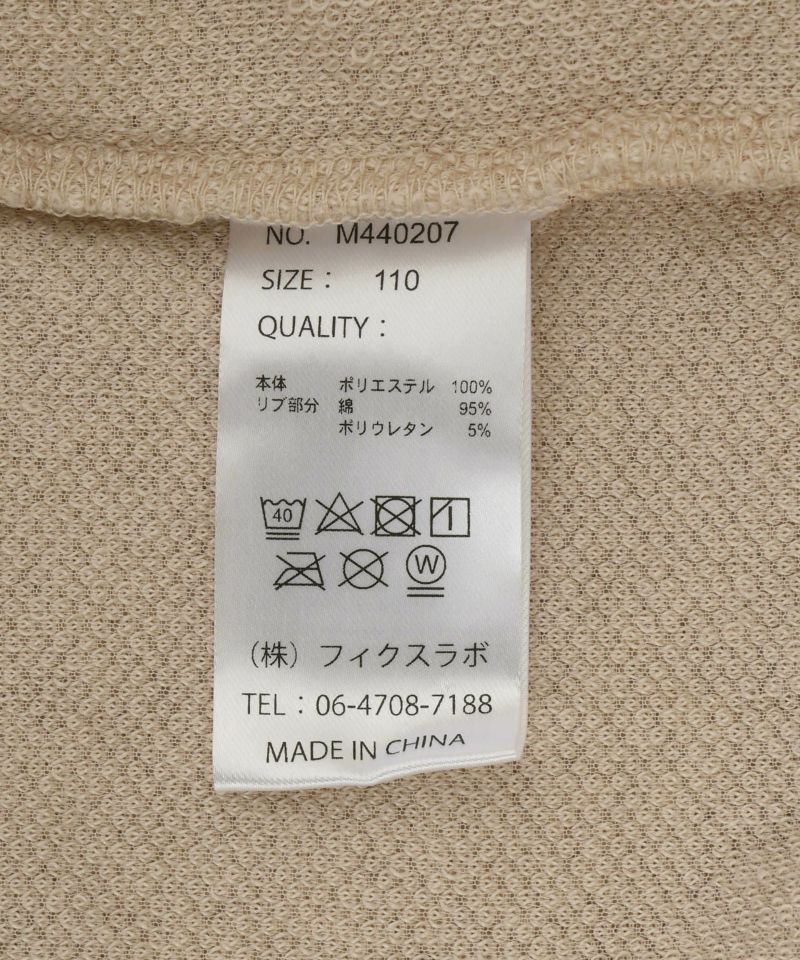 NO. M440207
SIZE： 110
QUALITY：
本体 ポリエステル 100%
リブ部分 綿 95%
ポリウレタン 5%
40
W
（株）フィクスラボ
TEL：06-4708-7188
MADE IN CHINA